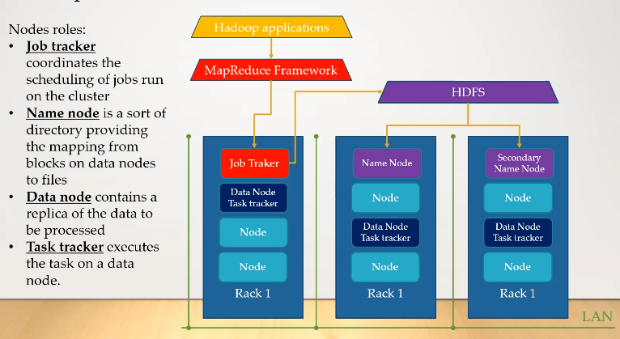 Nodes roles:
• Job tracker
coordinates the
scheduling of jobs run
on the cluster
• Name node is a sort of
directory providing
the mapping from
blocks on data nodes
to files
• Data node contains a
replica of the data to
be processed
• Task tracker executes
the task on a data
node.
Hadoop applications
MapReduce Framework
HDFS
Job Traker
Data Node
Task tracker
Node
Node
Rack 1
Name Node
Node
Data Node
Task tracker
Node
Rack 1
Secondary
Name Node
Node
Data Node
Task tracker
Node
Rack 1
LAN